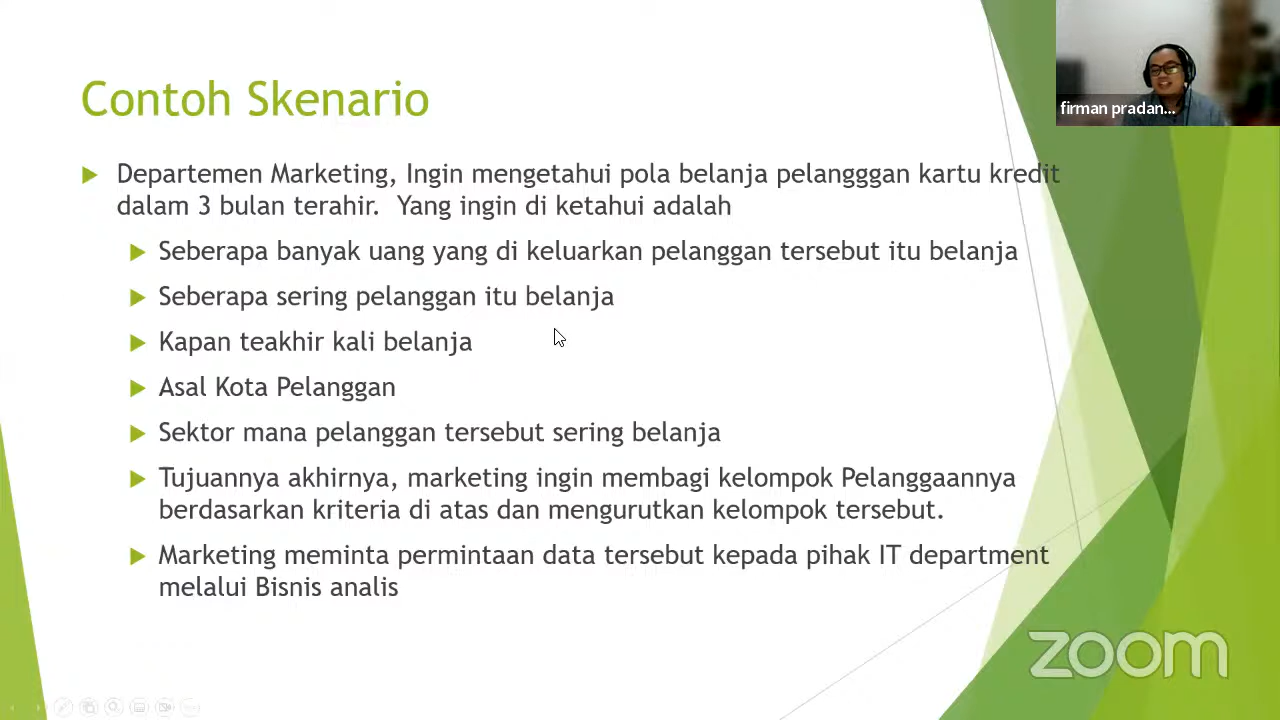 Contoh Skenario
firman pradan...
Departemen Marketing, Ingin mengetahui pola belanja pelangggan kartu kredit
dalam 3 bulan terahir. Yang ingin di ketahui adalah
Seberapa banyak uang yang di keluarkan pelanggan tersebut itu belanja
Seberapa sering pelanggan itu belanja
Kapan teakhir kali belanja
Asal Kota Pelanggan
Sektor mana pelanggan tersebut sering belanja
Tujuannya akhirnya, marketing ingin membagi kelompok Pelanggaannya
berdasarkan kriteria di atas dan mengurutkan kelompok tersebut.
Marketing meminta permintaan data tersebut kepada pihak IT department
melalui Bisnis analis
zoom